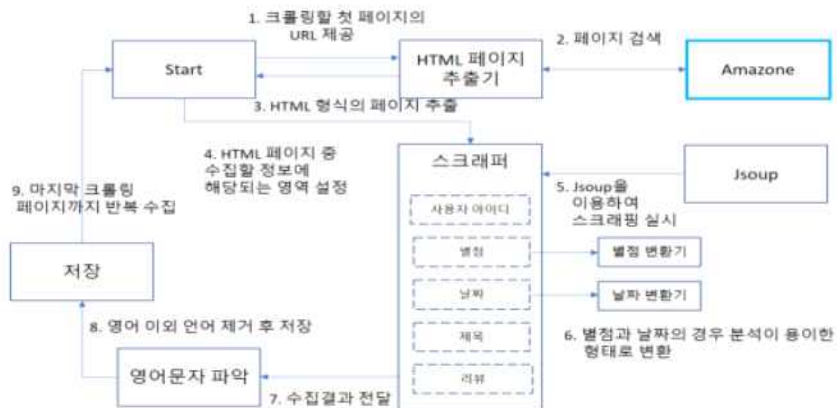 1. 크롤링할 첫 페이지의
URL 제공
Start
HTML 페이지
추출기
2. 페이지 검색
Amazone
3. HTML 형식의 페이지 추출
4. HTML 페이지 중
수집할 정보에
해당되는 영역 설정
스크래퍼
사용자 아이디
별점
날짜
제목
리뷰
Jsoup
5. Jsoup을
이용하여
스크래핑 실시
별점 변환기
날짜 변환기
6. 별점과 날짜의 경우 분석이 용이한
형태로 변환
7. 수집결과 전달
영어문자 파악
8. 영어 이외 언어 제거 후 저장
저장
9. 마지막 크롤링
페이지까지 반복 수집